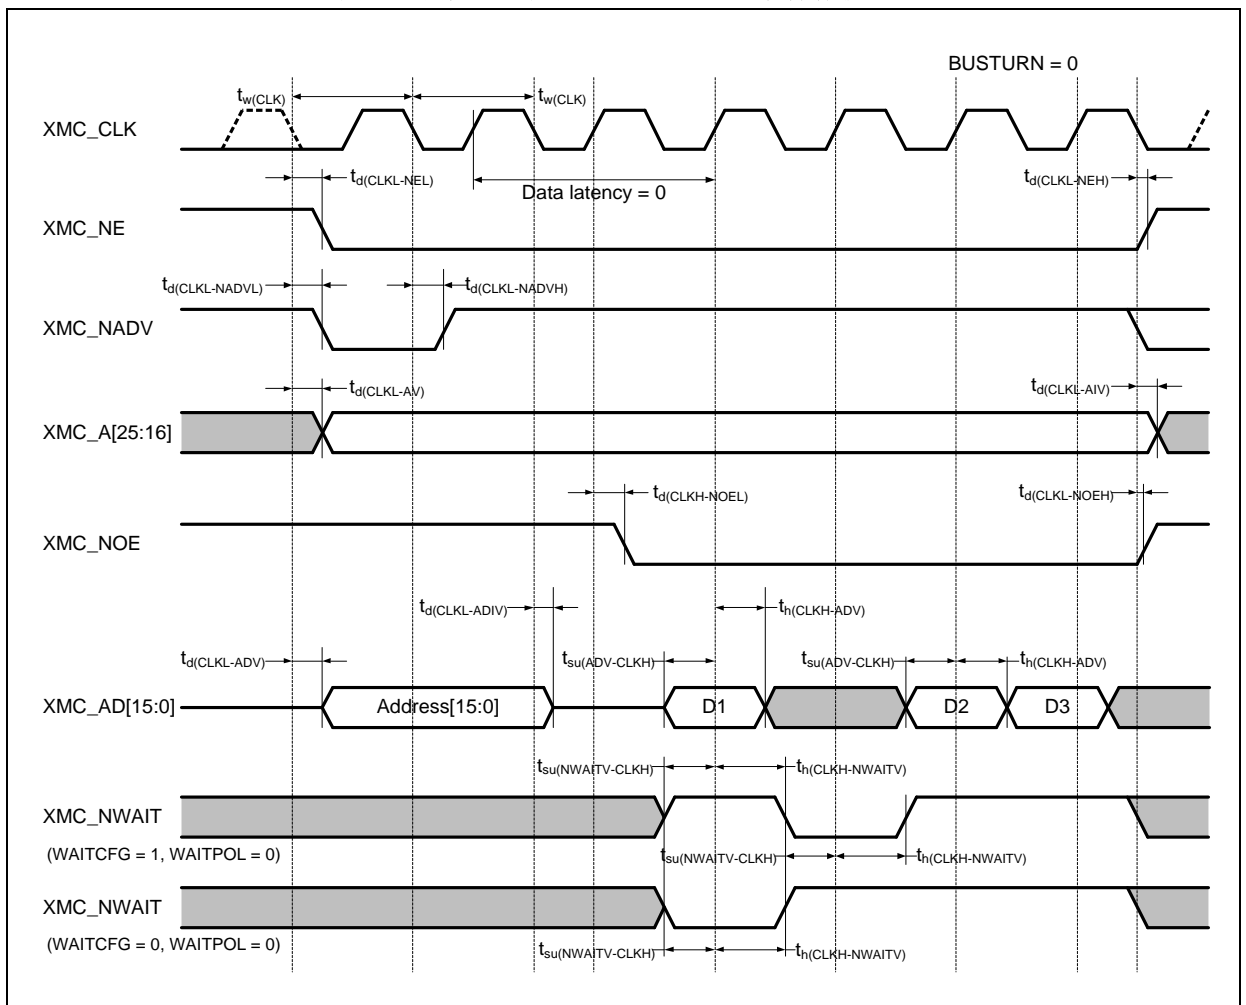 BUSTURN = 0
tw(CLK) tw(CLK)
XMC_CLK
td(CLKL-NEL) Data latency = 0 td(CLKL-NEH)
XMC_NE
td(CLKL-NADVL) td(CLKL-NADVH)
XMC_NADV
td(CLKL-AV) td(CLKL-AIV)
XMC_A[25:16]
td(CLKH-NOEL) td(CLKL-NOEH)
XMC_NOE
td(CLKL-ADIV) th(CLKH-ADV)
td(CLKL-ADV) tsu(ADV-CLKH) tsu(ADV-CLKH) th(CLKH-ADV)
XMC_AD[15:0] Address[15:0] D1 D2 D3
tsu(NWAITV-CLKH) th(CLKH-NWAITV)
XMC_NWAIT
(WAITCFG = 1, WAITPOL = 0) tsu(NWAITV-CLKH) th(CLKH-NWAITV)
XMC_NWAIT
(WAITCFG = 0, WAITPOL = 0) tsu(NWAITV-CLKH) th(CLKH-NWAITV)